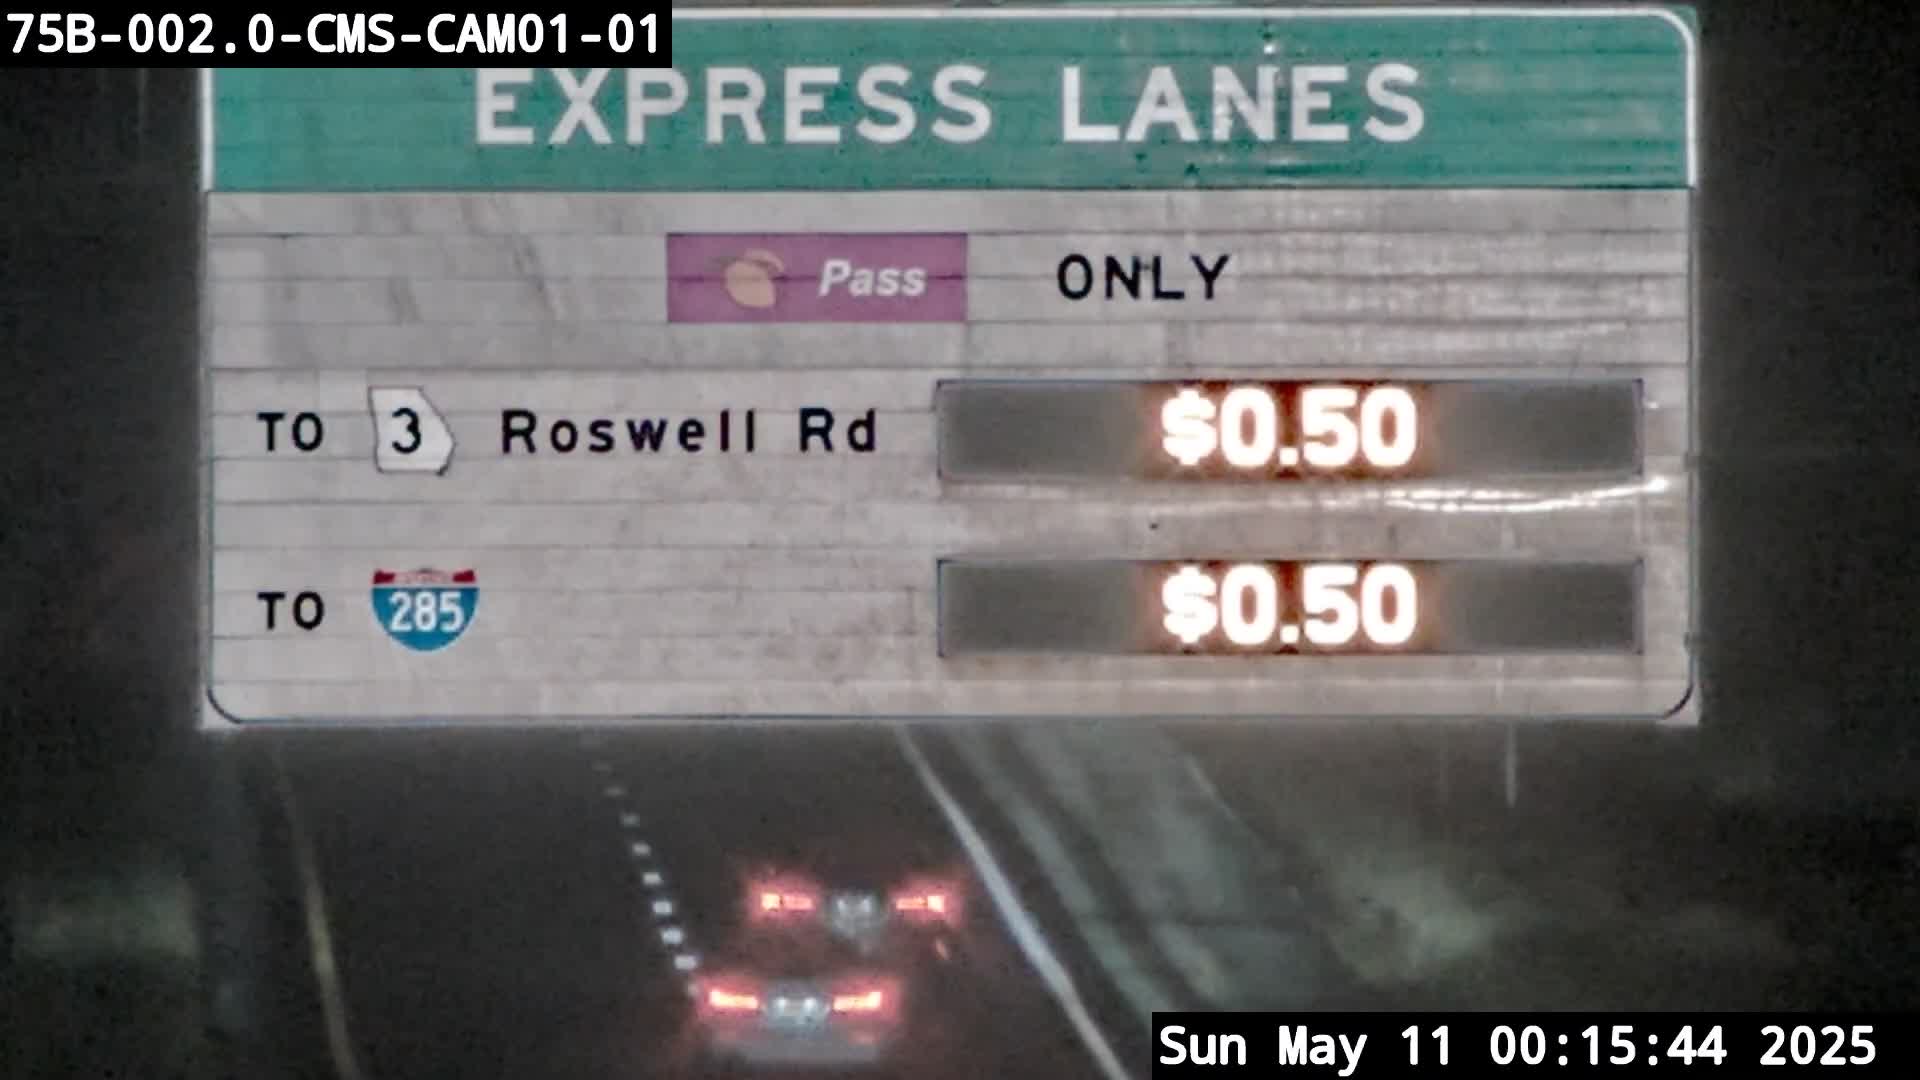 75B-002.0-CMS-CAM01-01
EXPRESS LANES
Pass ONLY
TO 3 Roswell Rd $0.50
TO 285 $0.50
Sun May 11 00:15:44 2025